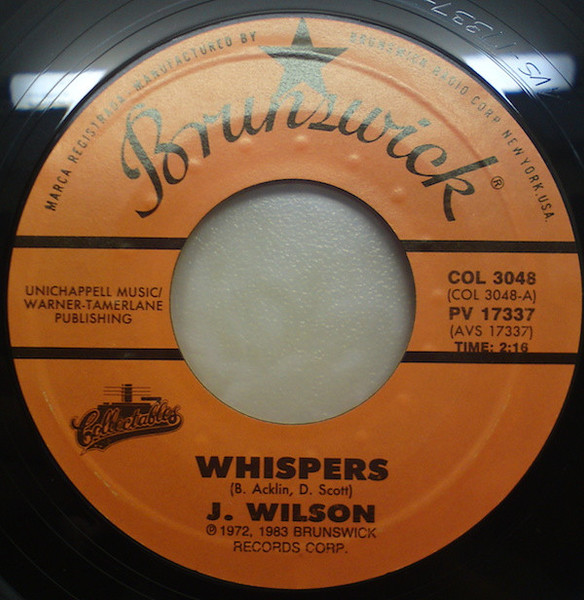 MARCA REGISTRADA. MANUFACTURED BY BRUNSWICK RADIO CORP. NEW YORK, USA.
Brunswick®
UNICHAPPELL MUSIC/
WARNER-TAMERLANE
PUBLISHING
COL 3048
(COL 3048-A)
PV 17337
(AVS 17337)
TIME: 2:16
Collectables
WHISPERS
(B. Acklin, D. Scott)
J. WILSON
℗ 1972, 1983 BRUNSWICK
RECORDS CORP.